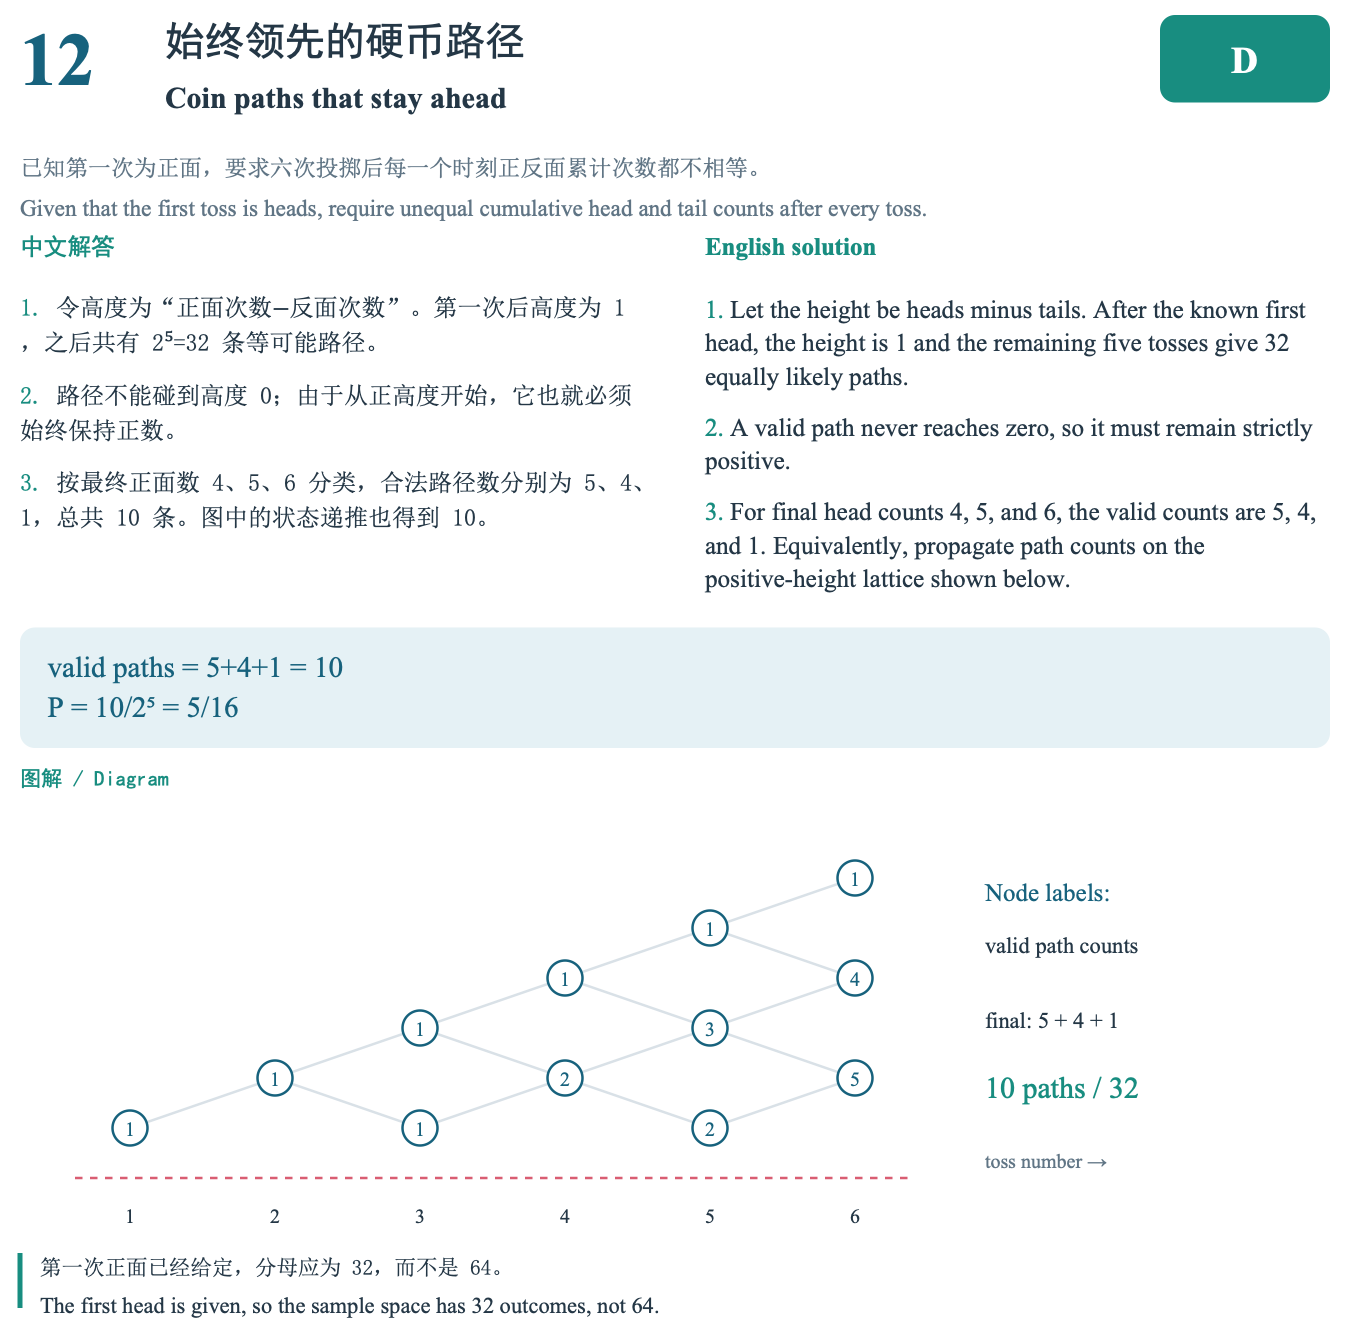 12
始终领先的硬币路径
Coin paths that stay ahead
D
已知第一次为正面，要求六次投掷后每一个时刻正反面累计次数都不相等。
Given that the first toss is heads, require unequal cumulative head and tail counts after every toss.
中文解答
1. 令高度为“正面次数−反面次数”。第一次后高度为 1
，之后共有 2⁵=32 条等可能路径。
2. 路径不能碰到高度 0；由于从正高度开始，它也就必须
始终保持正数。
3. 按最终正面数 4、5、6 分类，合法路径数分别为 5、4、
1，总共 10 条。图中的状态递推也得到 10。
English solution
1. Let the height be heads minus tails. After the known first
head, the height is 1 and the remaining five tosses give 32
equally likely paths.
2. A valid path never reaches zero, so it must remain strictly
positive.
3. For final head counts 4, 5, and 6, the valid counts are 5, 4,
and 1. Equivalently, propagate path counts on the
positive-height lattice shown below.
valid paths = 5+4+1 = 10
P = 10/2⁵ = 5/16
图解 / Diagram
1
1
1
1
1
4
1
3
1
2
5
1
1
2
Node labels:
valid path counts
final: 5 + 4 + 1
10 paths / 32
toss number →
1 2 3 4 5 6
第一次正面已经给定，分母应为 32，而不是 64。
The first head is given, so the sample space has 32 outcomes, not 64.